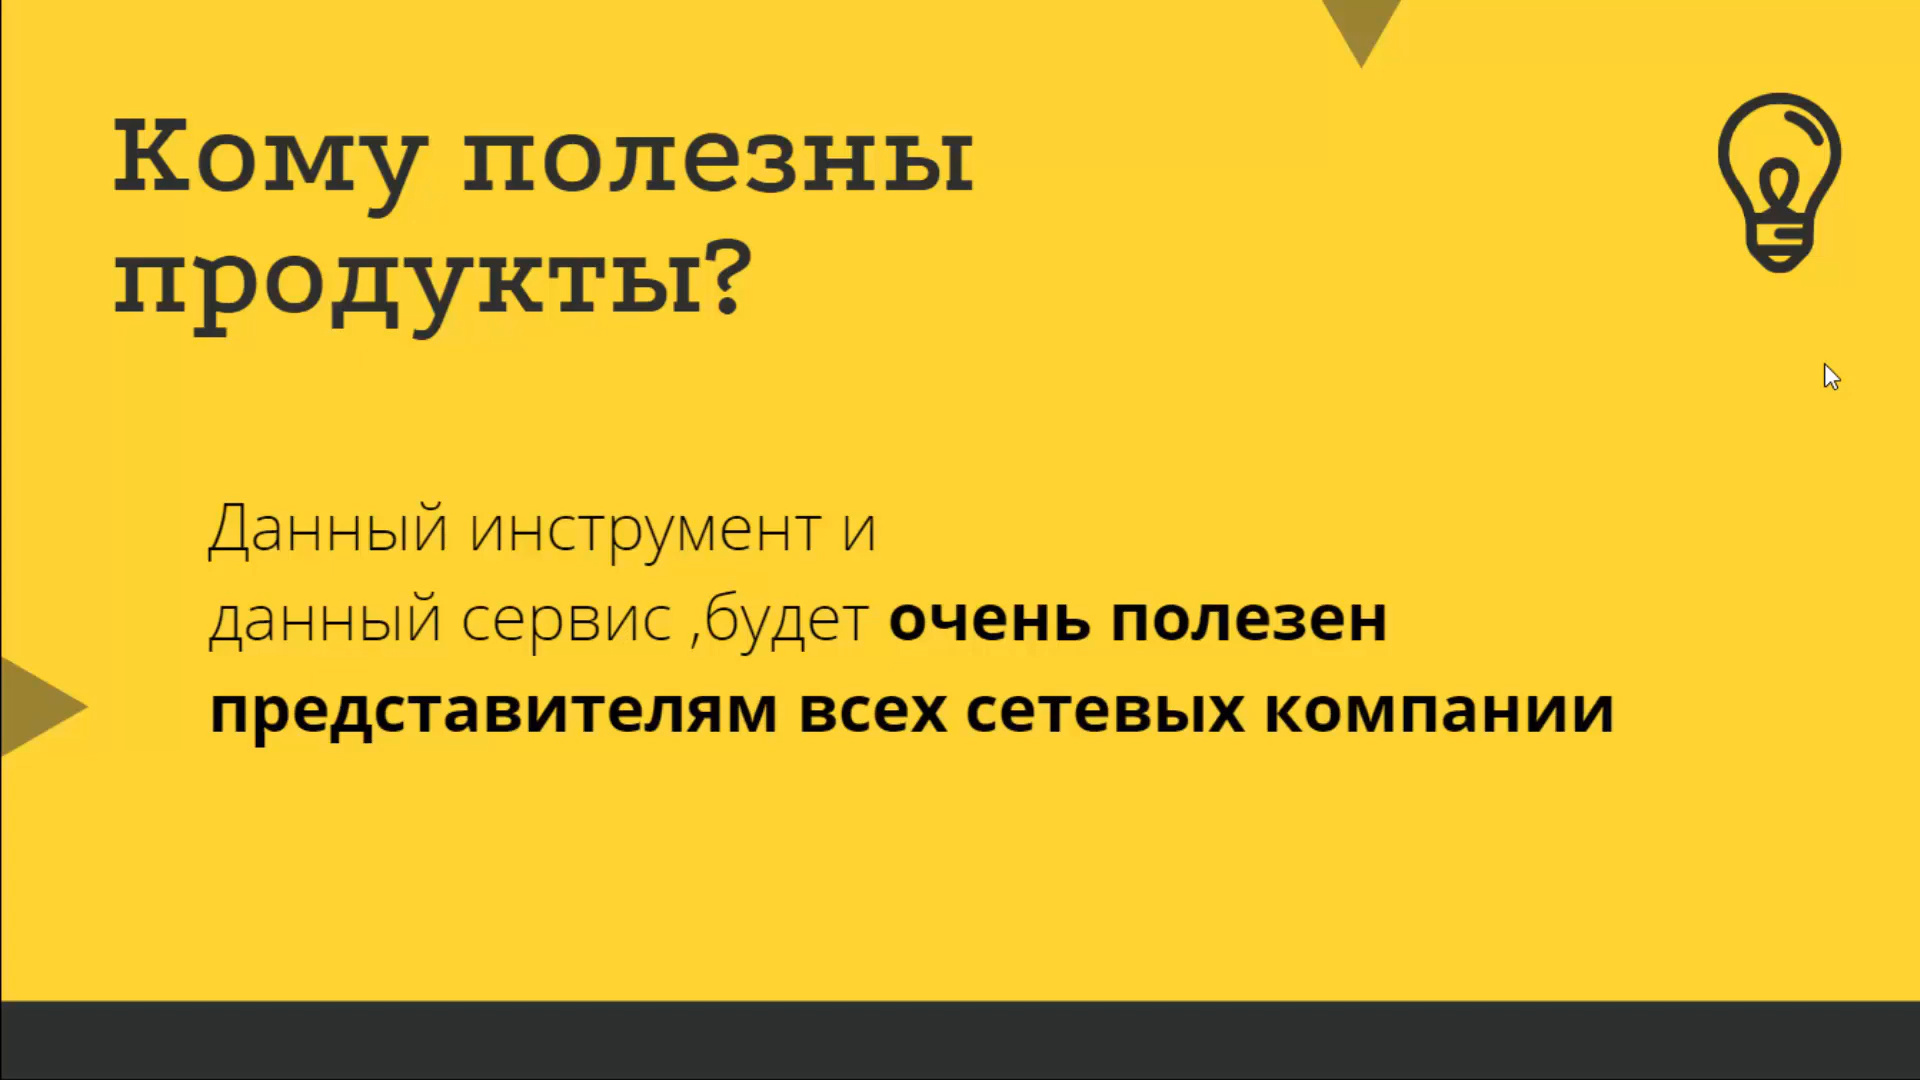 Кому полезны
продукты?
Данный инструмент и
данный сервис ,будет очень полезен
представителям всех сетевых компании